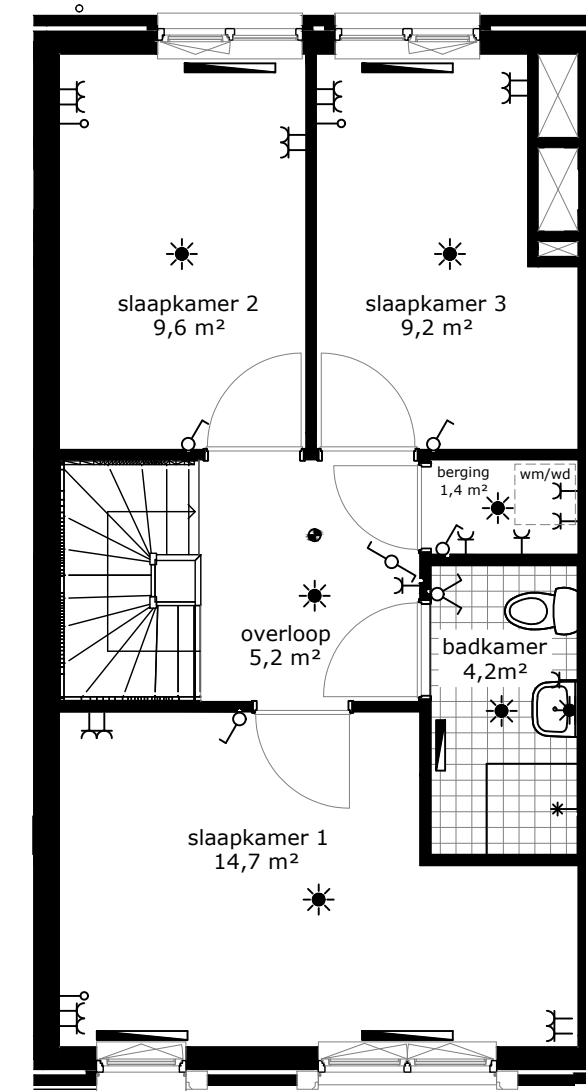 slaapkamer 2
9,6 m²
slaapkamer 3
9,2 m²
berging
1,4 m²
wm/wd
overloop
5,2 m²
badkamer
4,2m²
slaapkamer 1
14,7 m²